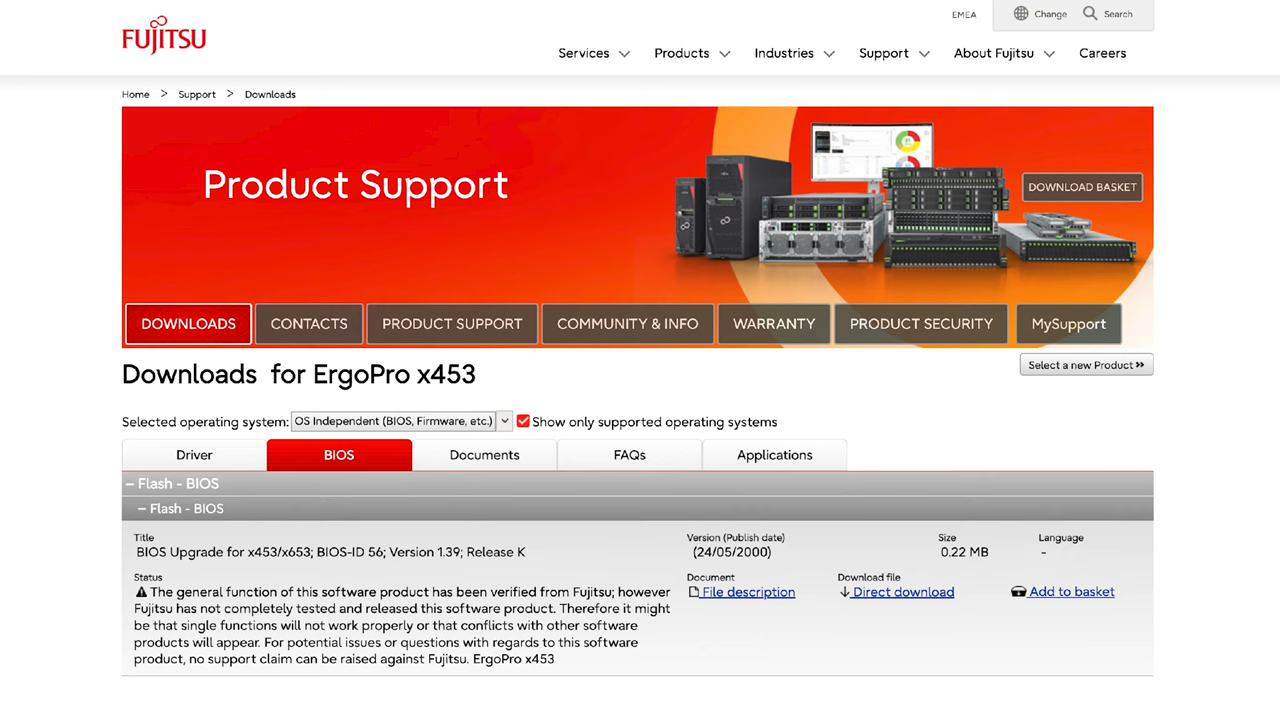 EMEA
Change
Search
FUJITSU
Services
Products
Industries
Support
About Fujitsu
Careers
Home > Support > Downloads
Product Support
DOWNLOAD BASKET
DOWNLOADS
CONTACTS
PRODUCT SUPPORT
COMMUNITY & INFO
WARRANTY
PRODUCT SECURITY
MySupport
Downloads for ErgoPro x453
Select a new Product »
Selected operating system: OS Independent (BIOS, Firmware, etc.) Show only supported operating systems
Driver
BIOS
Documents
FAQs
Applications
– Flash - BIOS
– Flash - BIOS
Title
BIOS Upgrade for x453/x653; BIOS-ID 56; Version 1.39; Release K
Version (Publish date)
(24/05/2000)
Size
0.22 MB
Language
-
Status
The general function of this software product has been verified from Fujitsu; however
Fujitsu has not completely tested and released this software product. Therefore it might
be that single functions will not work properly or that conflicts with other software
products will appear. For potential issues or questions with regards to this software
product, no support claim can be raised against Fujitsu. ErgoPro x453
Document
File description
Download file
Direct download
Add to basket